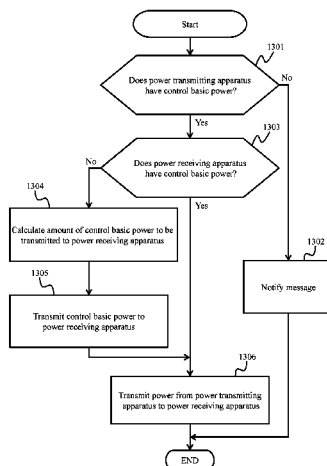 Start
1301
Does power transmitting apparatus
have control basic power?
No
Yes
1303
Does power receiving apparatus
have control basic power?
No
Yes
1304
Calculate amount of control basic power to be
transmitted to power receiving apparatus
1302
Notify message
1305
Transmit control basic power to
power receiving apparatus
1306
Transmit power from power transmitting
apparatus to power receiving apparatus
END